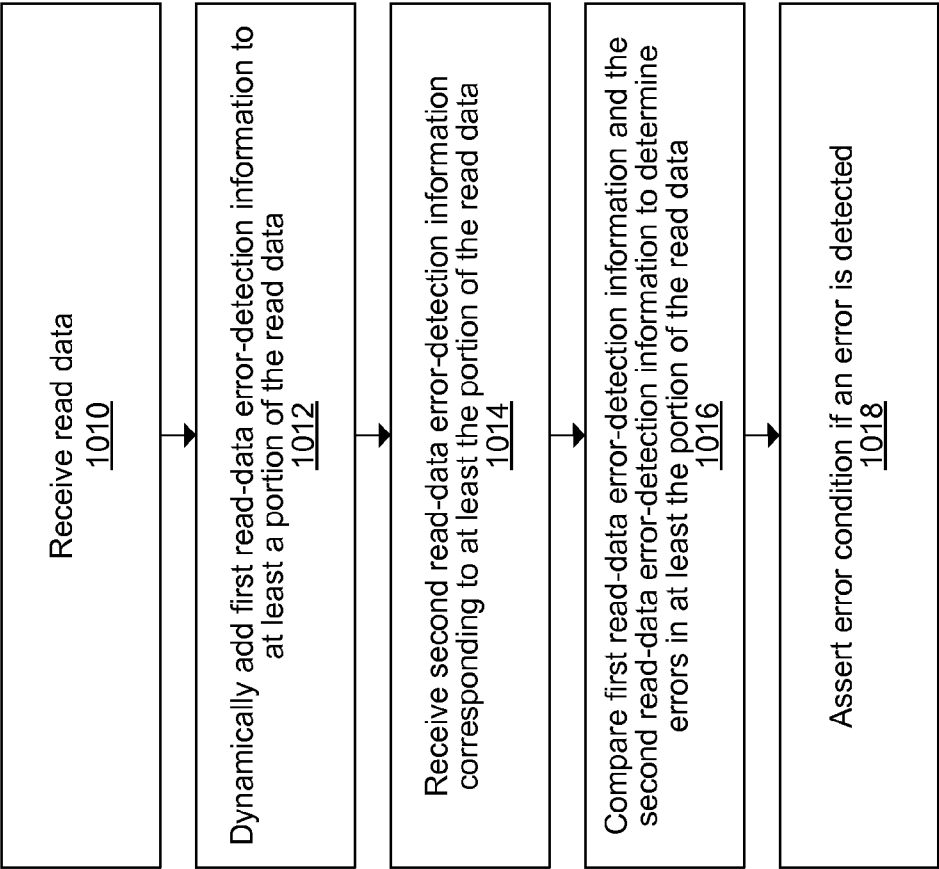 Receive read data
1010
Dynamically add first read-data error-detection information to
at least a portion of the read data
1012
Receive second read-data error-detection information
corresponding to at least the portion of the read data
1014
Compare first read-data error-detection information and the
second read-data error-detection information to determine
errors in at least the portion of the read data
1016
Assert error condition if an error is detected
1018